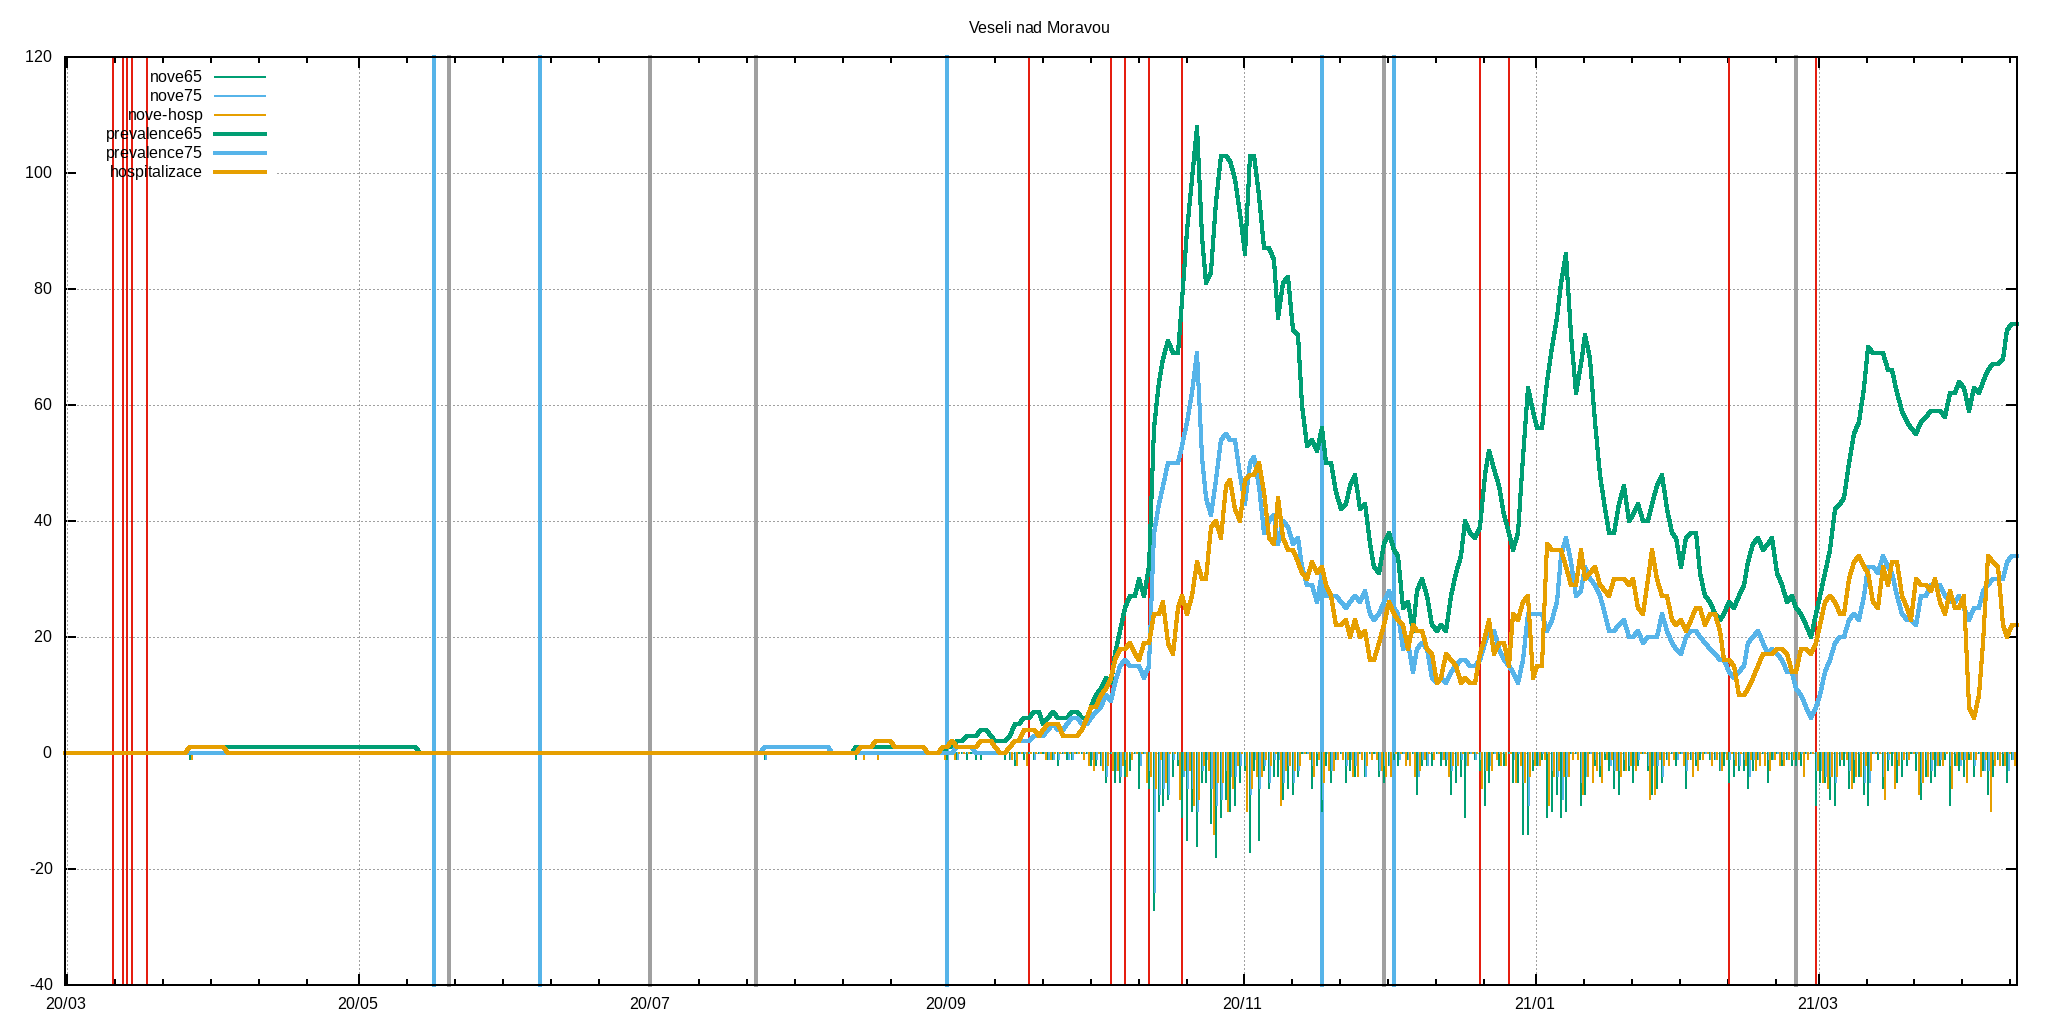 Veseli nad Moravou
120
100
80
60
40
20
0
-20
-40
nove65
nove75
nove-hosp
prevalence65
prevalence75
hospitalizace
20/03 20/05 20/07 20/09 20/11 21/01 21/03